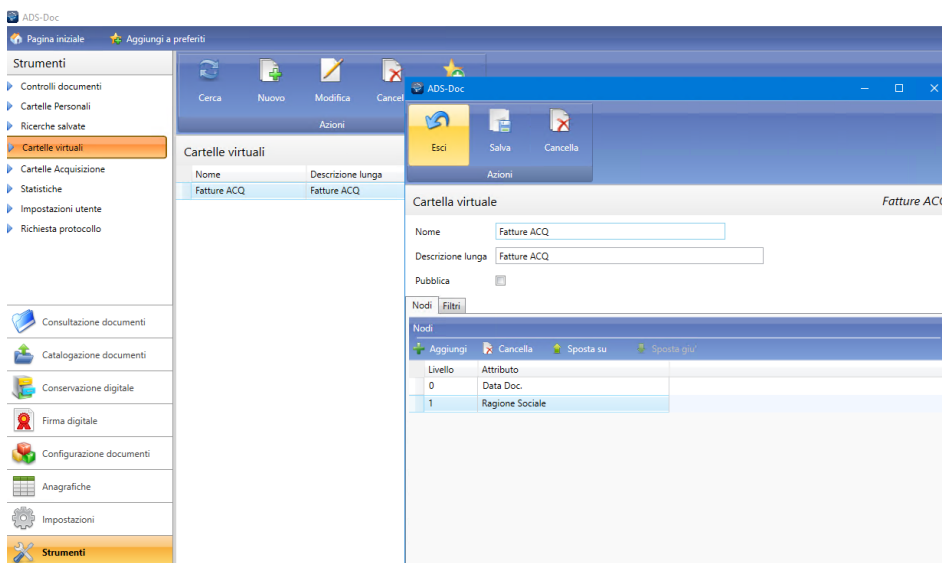 ADS-Doc
Pagina iniziale Aggiungi a preferiti
Strumenti
Controlli documenti
Cartelle Personali
Ricerche salvate
Cartelle virtuali
Cartelle Acquisizione
Statistiche
Impostazioni utente
Richiesta protocollo
Consultazione documenti
Catalogazione documenti
Conservazione digitale
Firma digitale
Configurazione documenti
Anagrafiche
Impostazioni
Strumenti
Cerca Nuovo Modifica Cancel
Azioni
Cartelle virtuali
Nome Descrizione lunga
Fatture ACQ Fatture ACQ
ADS-Doc
Esci Salva Cancella
Azioni
Cartella virtuale Fatture ACQ
Nome Fatture ACQ
Descrizione lunga Fatture ACQ
Pubblica
Nodi Filtri
Nodi
Aggiungi Cancella Sposta su Sposta giu'
Livello Attributo
0 Data Doc.
1 Ragione Sociale